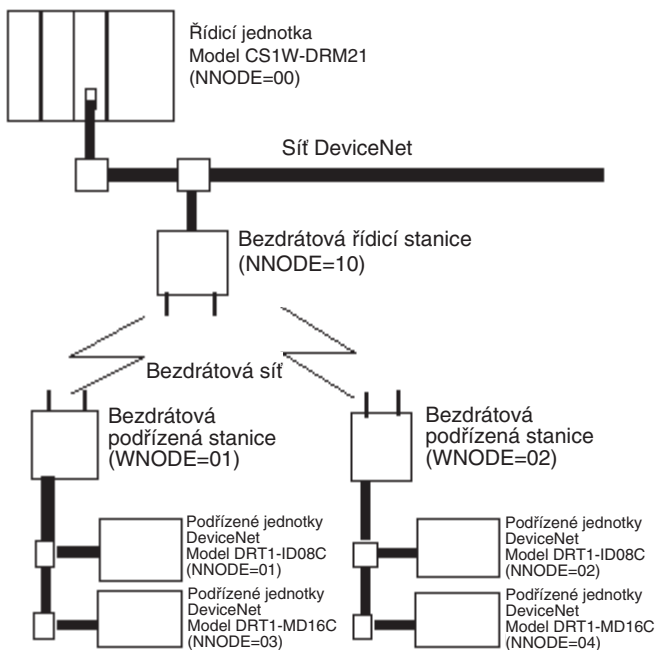 Řídicí jednotka
Model CS1W-DRM21
(NNODE=00)
Síť DeviceNet
Bezdrátová řídicí stanice
(NNODE=10)
Bezdrátová síť
Bezdrátová
podřízená stanice
(WNODE=01)
Bezdrátová
podřízená stanice
(WNODE=02)
Podřízené jednotky
DeviceNet
Model DRT1-ID08C
(NNODE=01)
Podřízené jednotky
DeviceNet
Model DRT1-ID08C
(NNODE=02)
Podřízené jednotky
DeviceNet
Model DRT1-MD16C
(NNODE=03)
Podřízené jednotky
DeviceNet
Model DRT1-MD16C
(NNODE=04)